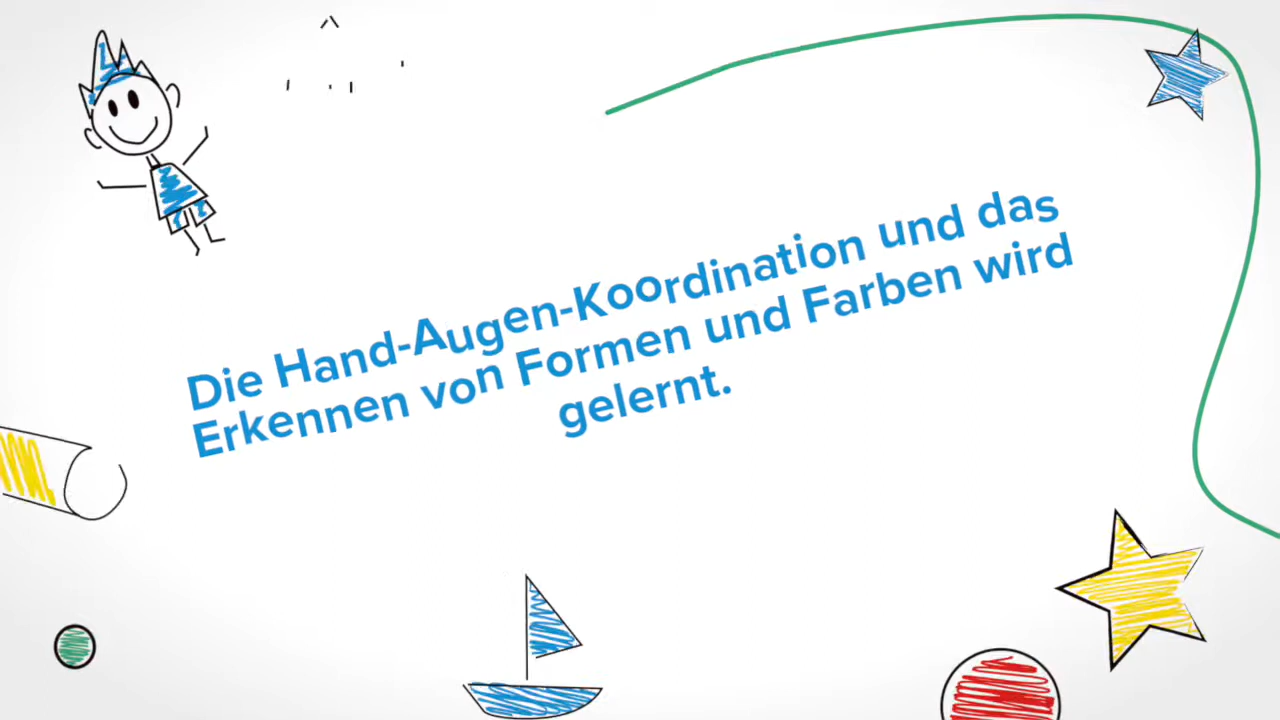 Die Hand-Augen-Koordination und das
Erkennen von Formen und Farben wird
gelernt.